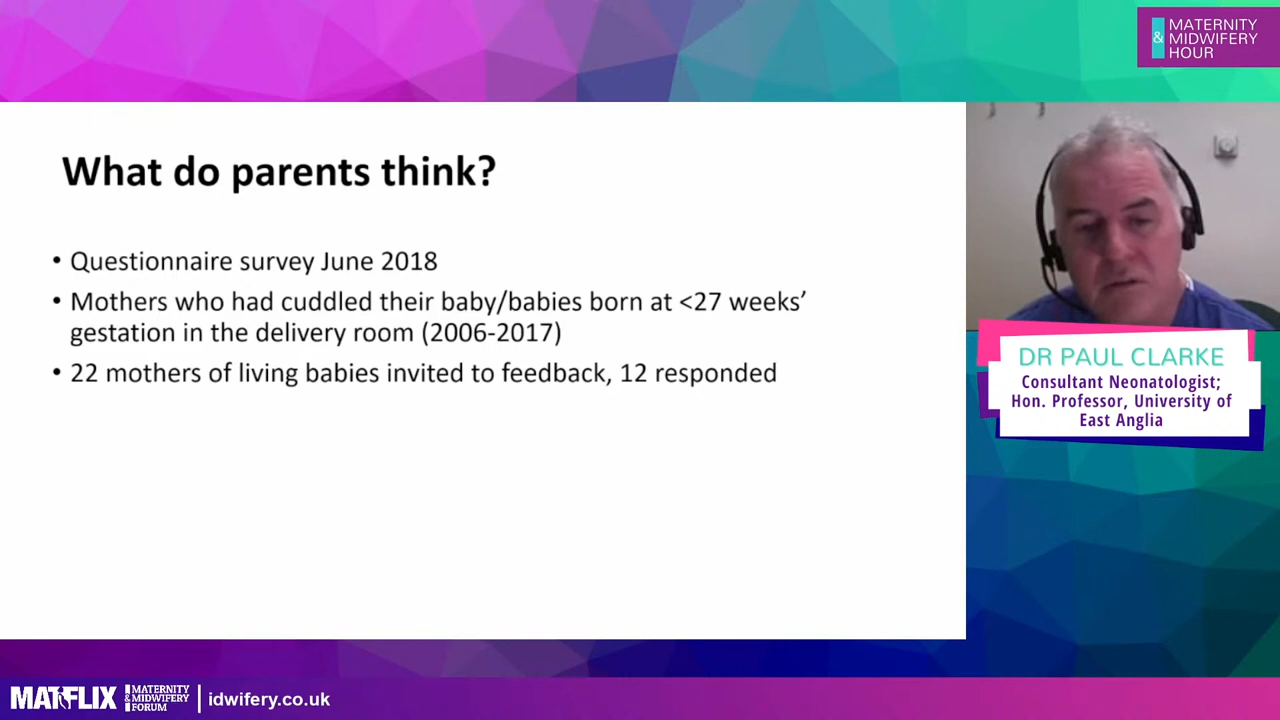 MATERNITY
& MIDWIFERY
HOUR
What do parents think?
• Questionnaire survey June 2018
• Mothers who had cuddled their baby/babies born at <27 weeks’
gestation in the delivery room (2006-2017)
• 22 mothers of living babies invited to feedback, 12 responded
DR PAUL CLARKE
Consultant Neonatologist;
Hon. Professor, University of
East Anglia
MATFLIX
MATERNITY
& MIDWIFERY
FORUM
idwifery.co.uk